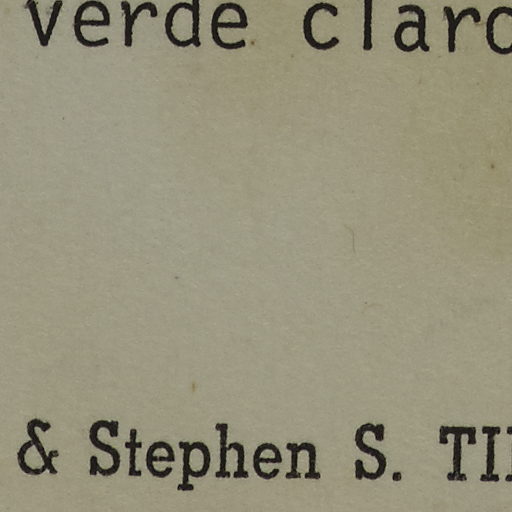 verde claro
& Stephen S.